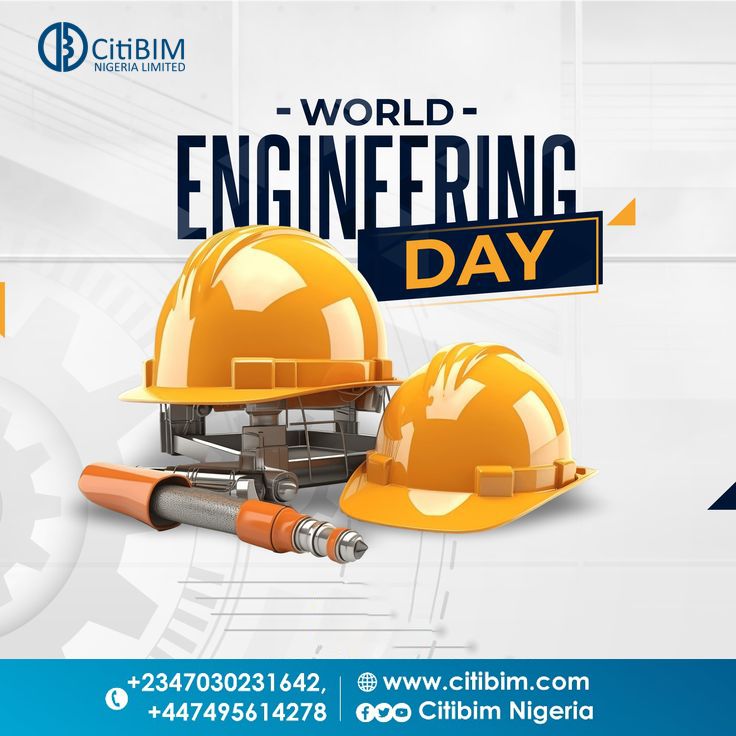 CitiBIM
NIGERIA LIMITED
- WORLD -
ENGINEERING
DAY
+2347030231642,
+447495614278
www.citibim.com
Citibim Nigeria